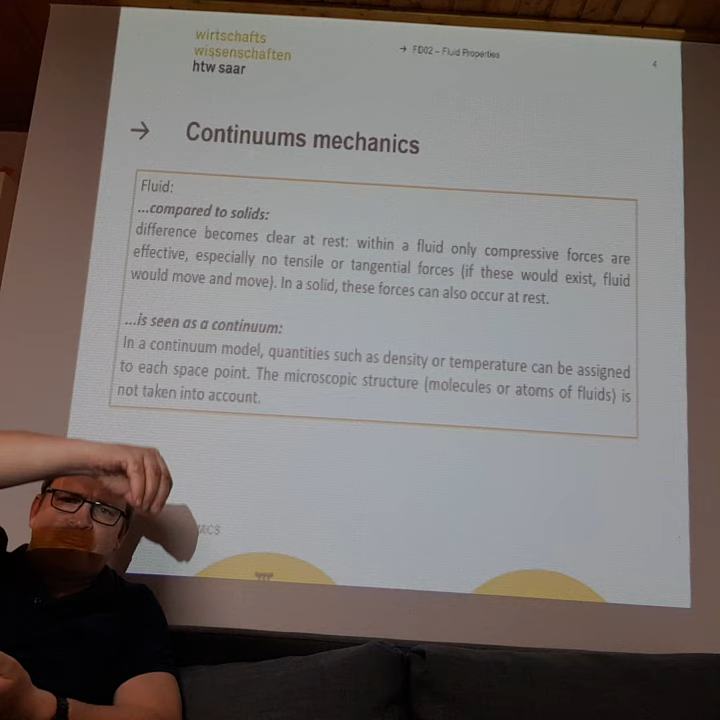 wirtschafts
wissenschaften
htw saar
→ FD02 – Fluid Properties
4
→ Continuums mechanics
Fluid:
...compared to solids:
difference becomes clear at rest: within a fluid only compressive forces are
effective, especially no tensile or tangential forces (if these would exist, fluid
would move and move). In a solid, these forces can also occur at rest.
...is seen as a continuum:
In a continuum model, quantities such as density or temperature can be assigned
to each space point. The microscopic structure (molecules or atoms of fluids) is
not taken into account.